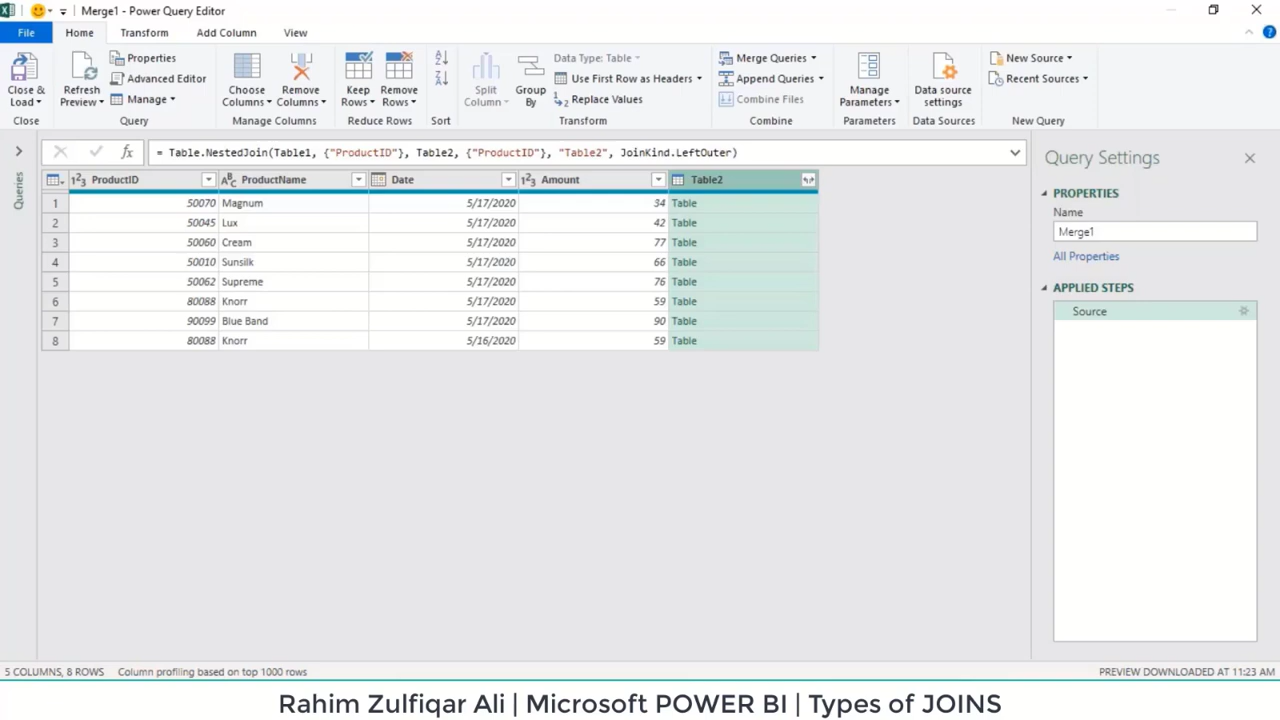 Merge1 - Power Query Editor
File Home Transform Add Column View
Close & Load
Refresh Preview
Properties
Advanced Editor
Manage
Choose Columns
Remove Columns
Keep Rows
Remove Rows
Split Column
Group By
Data Type: Table
Use First Row as Headers
Replace Values
Merge Queries
Append Queries
Combine Files
Manage Parameters
Data source settings
New Source
Recent Sources
Close Query Manage Columns Reduce Rows Sort Transform Combine Parameters Data Sources New Query
fx = Table.NestedJoin(Table1, {"ProductID"}, Table2, {"ProductID"}, "Table2", JoinKind.LeftOuter)
Queries
ProductID ProductName Date Amount Table2
1 50070 Magnum 5/17/2020 34 Table
2 50045 Lux 5/17/2020 42 Table
3 50060 Cream 5/17/2020 77 Table
4 50010 Sunsilk 5/17/2020 66 Table
5 50062 Supreme 5/17/2020 76 Table
6 80088 Knorr 5/17/2020 59 Table
7 90099 Blue Band 5/17/2020 90 Table
8 80088 Knorr 5/16/2020 59 Table
Query Settings
PROPERTIES
Name
Merge1
All Properties
APPLIED STEPS
Source
5 COLUMNS, 8 ROWS Column profiling based on top 1000 rows
PREVIEW DOWNLOADED AT 11:23 AM
Rahim Zulfiqar Ali | Microsoft POWER BI | Types of JOINS